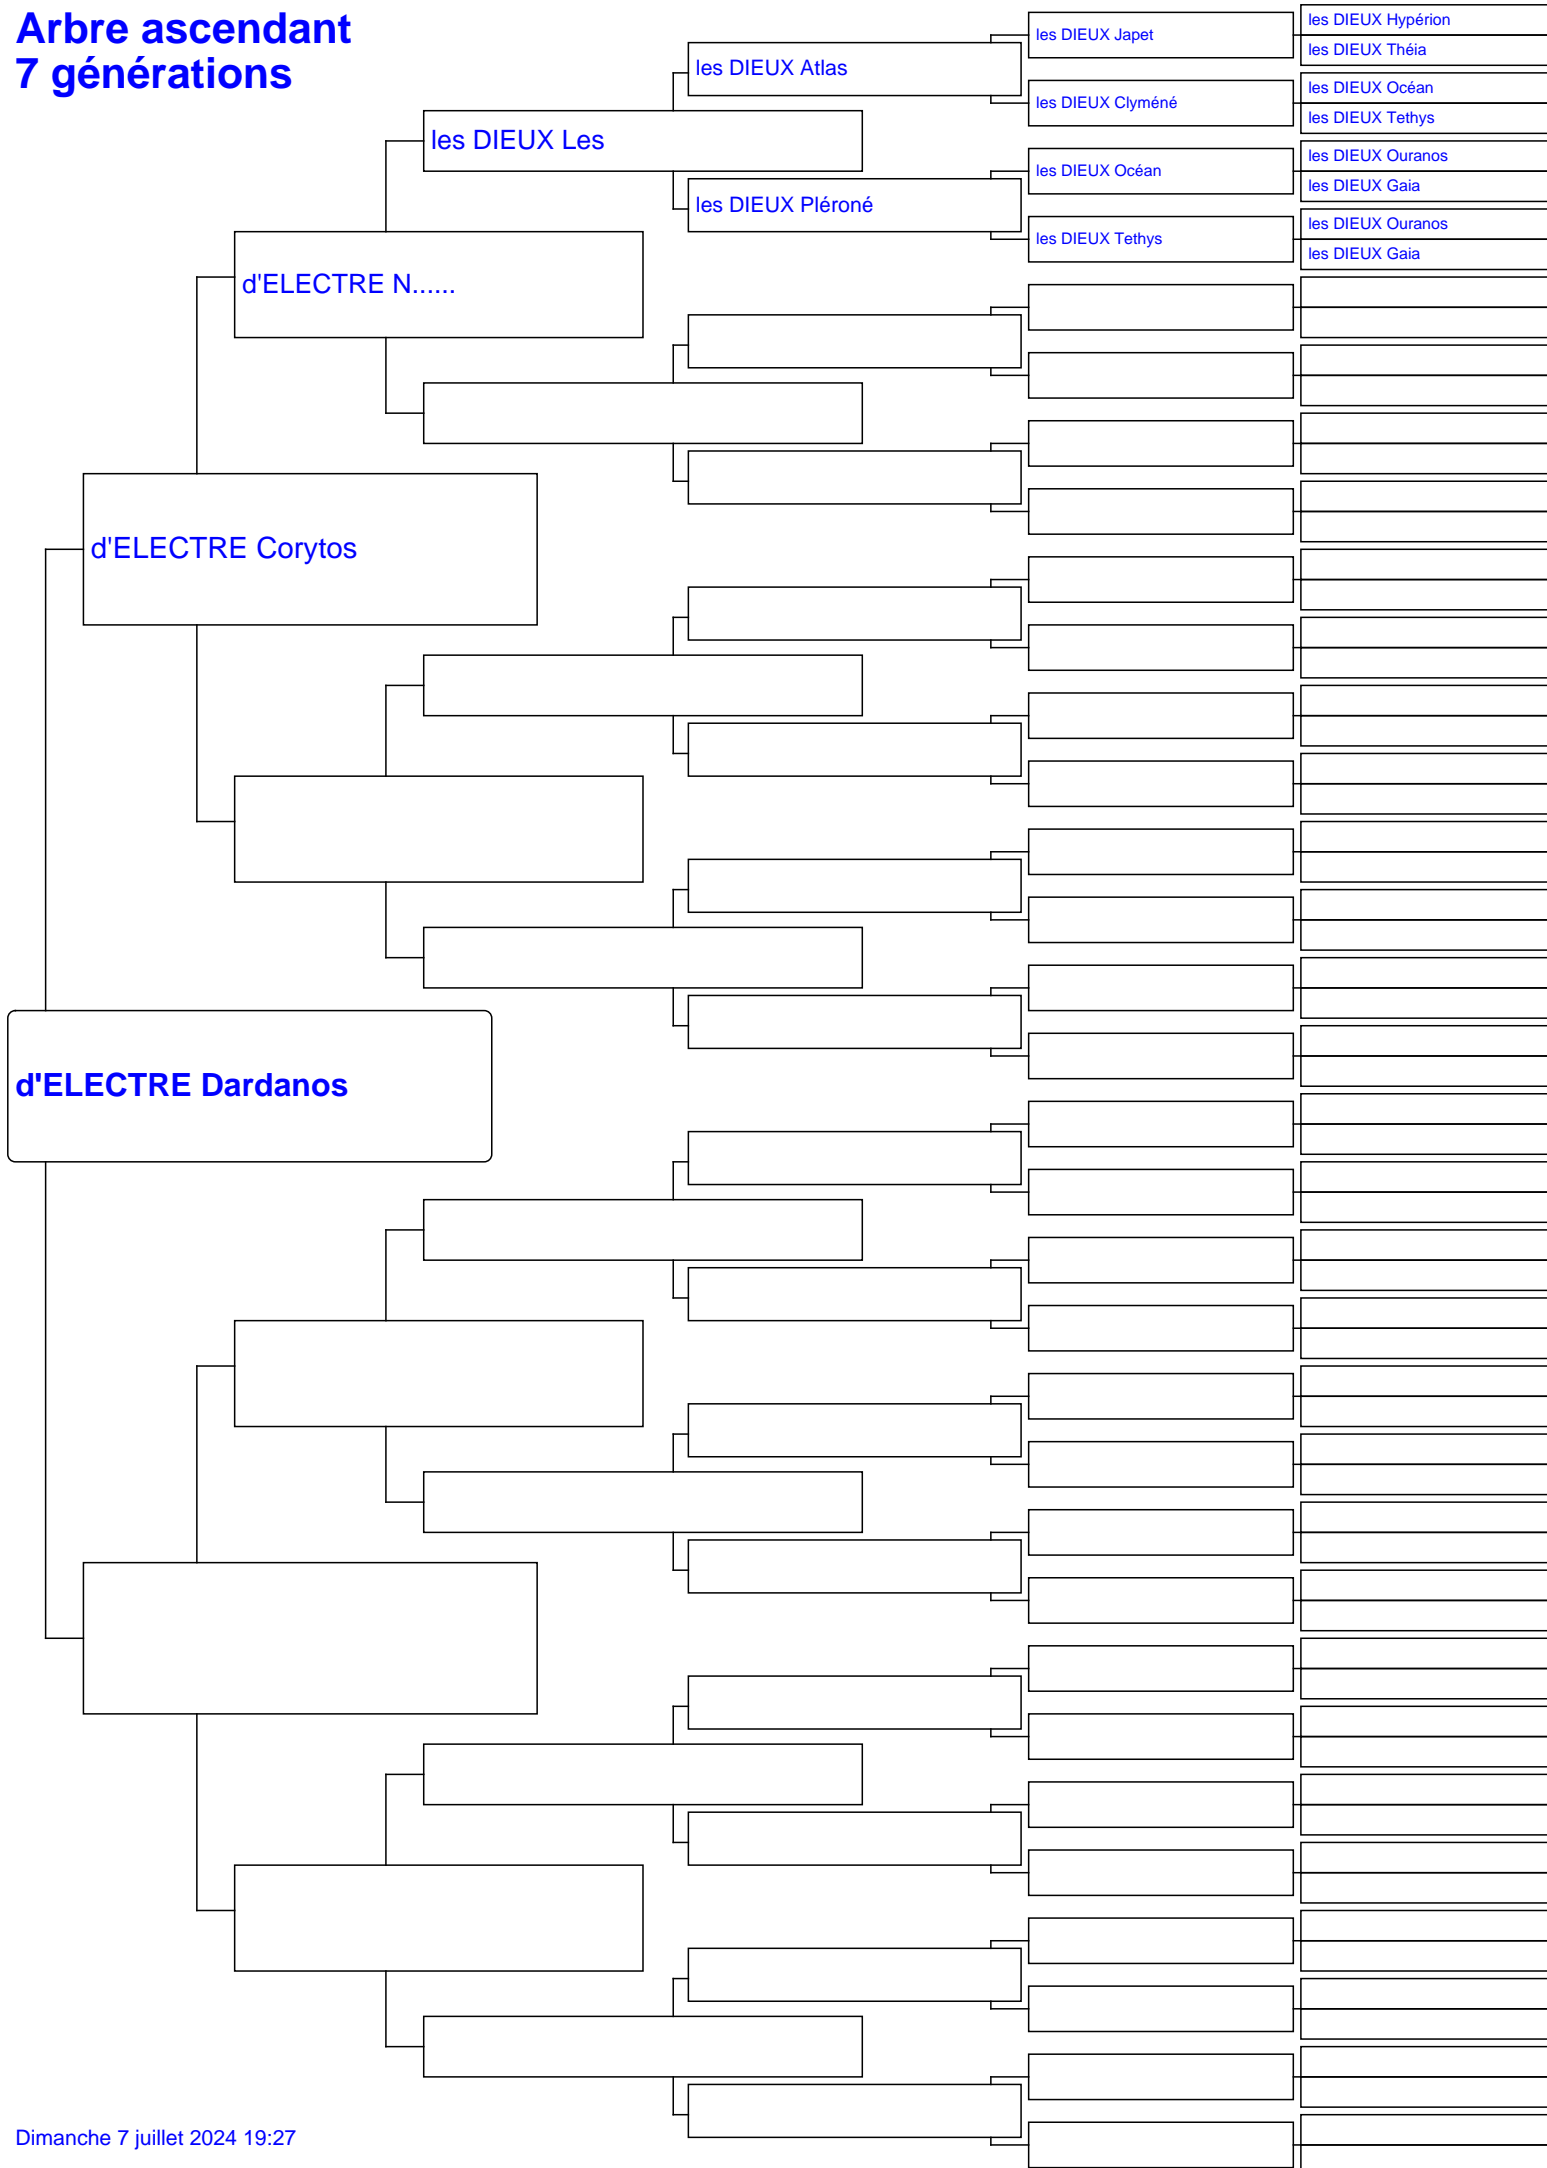 Arbre ascendant
7 générations
les DIEUX Japet
les DIEUX Hypérion
les DIEUX Théia
les DIEUX Atlas
les DIEUX Clyméné
les DIEUX Océan
les DIEUX Tethys
les DIEUX Les
les DIEUX Océan
les DIEUX Ouranos
les DIEUX Gaia
les DIEUX Pléroné
les DIEUX Tethys
les DIEUX Ouranos
les DIEUX Gaia
d'ELECTRE N......
d'ELECTRE Corytos
d'ELECTRE Dardanos
Dimanche 7 juillet 2024 19:27